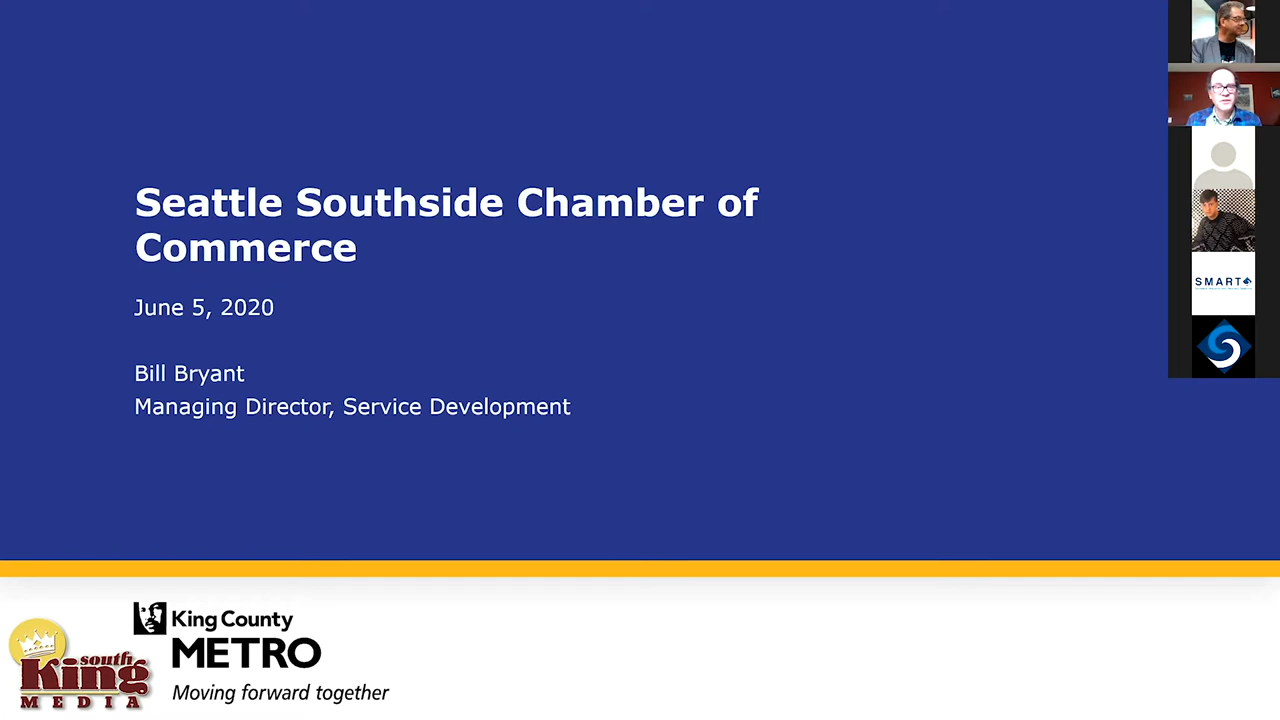 Seattle Southside Chamber of
Commerce
June 5, 2020
Bill Bryant
Managing Director, Service Development
SMART
King County
METRO
Moving forward together
south
King
MEDIA